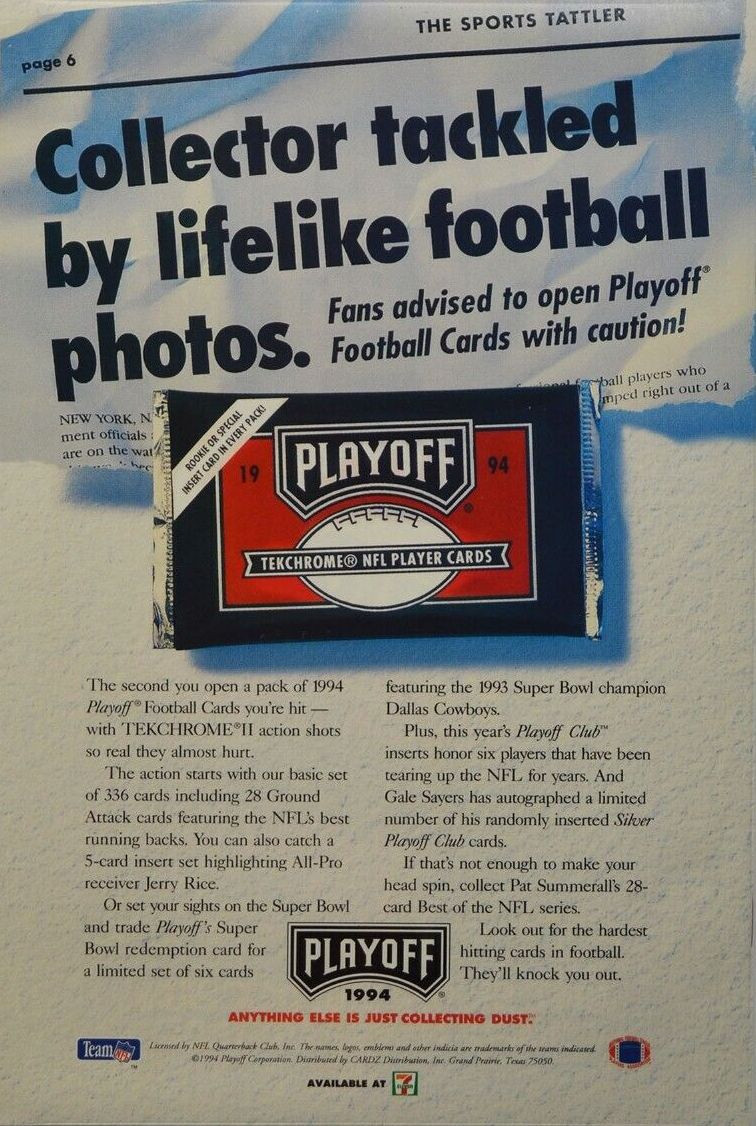 THE SPORTS TATTLER
page 6
Collector tackled
by lifelike football
photos.
Fans advised to open Playoff®
Football Cards with caution!
ball players who
mped right out of a
NEW YORK, N
ment officials
are on the wat
ROOKIE OR SPECIAL
INSERT CARD IN EVERY PACK!
19 PLAYOFF® 94
TEKCHROME® NFL PLAYER CARDS
The second you open a pack of 1994
Playoff® Football Cards you're hit —
with TEKCHROME®II action shots
so real they almost hurt.
The action starts with our basic set
of 336 cards including 28 Ground
Attack cards featuring the NFL's best
running backs. You can also catch a
5-card insert set highlighting All-Pro
receiver Jerry Rice.
Or set your sights on the Super Bowl
and trade Playoff's Super
Bowl redemption card for
a limited set of six cards
featuring the 1993 Super Bowl champion
Dallas Cowboys.
Plus, this year's Playoff Club™
inserts honor six players that have been
tearing up the NFL for years. And
Gale Sayers has autographed a limited
number of his randomly inserted Silver
Playoff Club cards.
If that's not enough to make your
head spin, collect Pat Summerall's 28-
card Best of the NFL series.
Look out for the hardest
hitting cards in football.
They'll knock you out.
PLAYOFF®
1994
ANYTHING ELSE IS JUST COLLECTING DUST.™
Team NFL™
Licensed by NFL Quarterback Club, Inc. The names, logos, emblems and other indicia are trademarks of the teams indicated.
©1994 Playoff Corporation. Distributed by CARDZ Distribution, Inc. Grand Prairie, Texas 75050.
AVAILABLE AT 7 ELEVEN